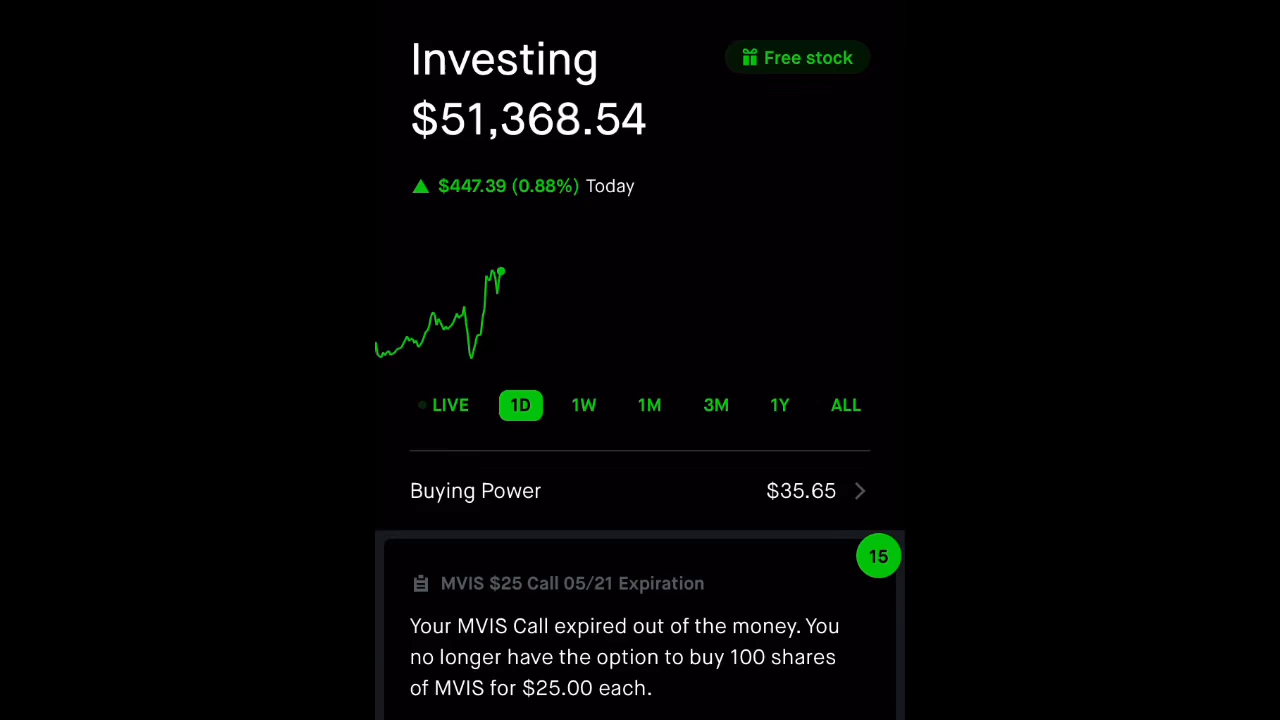 Investing
Free stock
$51,368.54
▲ $447.39 (0.88%) Today
LIVE 1D 1W 1M 3M 1Y ALL
Buying Power $35.65
15
MVIS $25 Call 05/21 Expiration
Your MVIS Call expired out of the money. You
no longer have the option to buy 100 shares
of MVIS for $25.00 each.